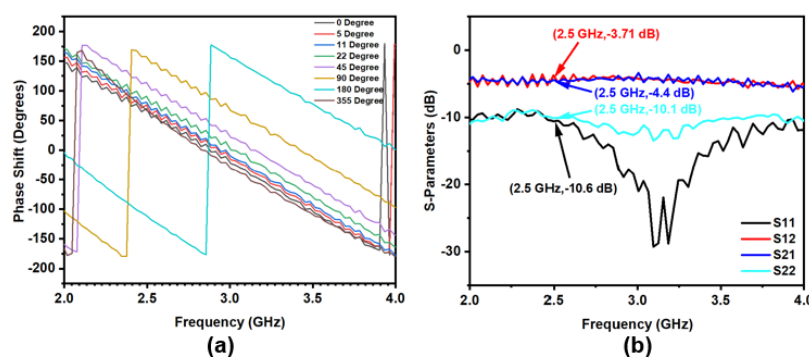 (a)
175
150
100
50
0
-50
-100
-150
-175
Phase Shift (Degrees)
2.0
2.5
3.0
3.5
4.0
Frequency (GHz)
0 Degree
5 Degree
11 Degree
22 Degree
45 Degree
90 Degree
180 Degree
355 Degree
(a)
0
-10
-20
-30
S-Parameters (dB)
2.0
2.5
3.0
3.5
4.0
Frequency (GHz)
(2.5 GHz,-3.71 dB)
(2.5 GHz,-4.4 dB)
(2.5 GHz,-10.1 dB)
(2.5 GHz,-10.6 dB)
S11
S12
S21
S22
(b)